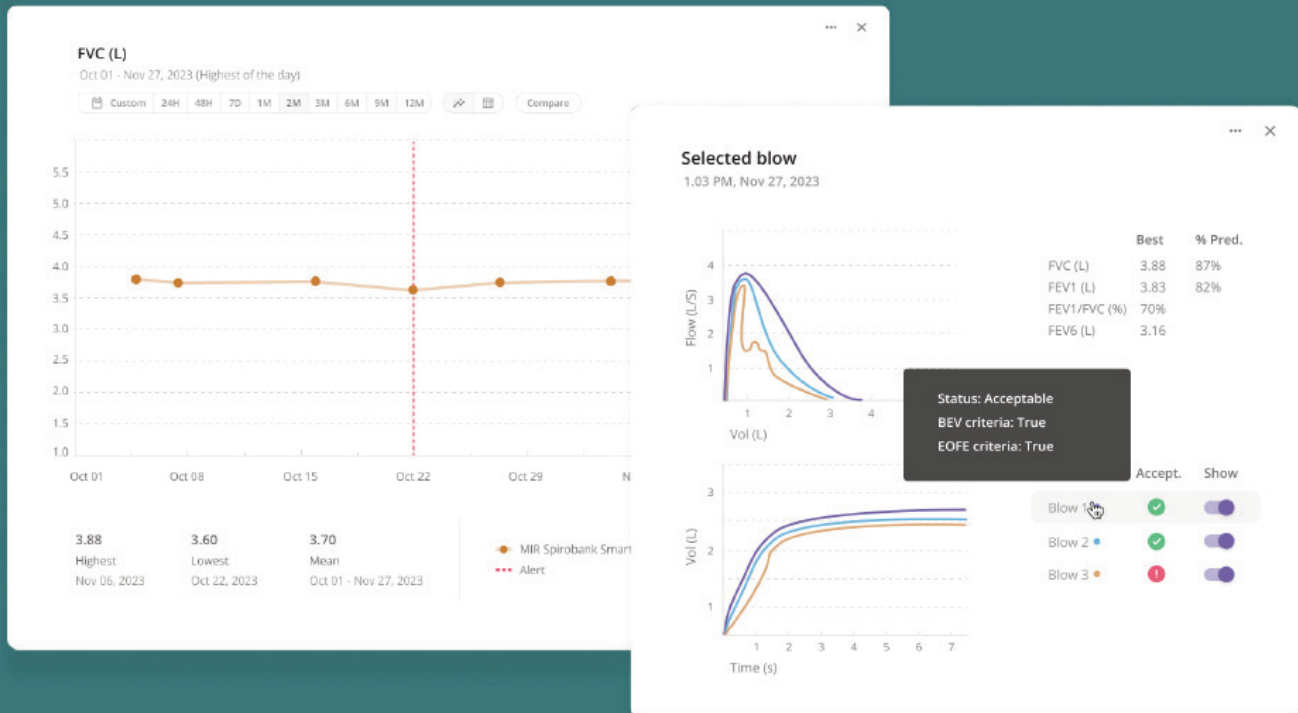 FVC (L)
Oct 01 - Nov 27, 2023 (Highest of the day)
Custom 24H 48H 7D 1M 2M 3M 6M 9M 12M Compare
5.5
5.0
4.5
4.0
3.5
3.0
2.5
2.0
1.5
1.0
Oct 01 Oct 08 Oct 15 Oct 22 Oct 29 N
3.88 3.60 3.70
Highest Lowest Mean
Nov 06, 2023 Oct 22, 2023 Oct 01 - Nov 27, 2023
MIR Spirobank Smart
Alert
Selected blow
1.03 PM, Nov 27, 2023
Flow (L/S)
4
3
2
1
1 2 3 4
Vol (L)
Best % Pred.
FVC (L) 3.88 87%
FEV1 (L) 3.83 82%
FEV1/FVC (%) 70%
FEV6 (L) 3.16
Status: Acceptable
BEV criteria: True
EOFE criteria: True
Vol (L)
3
2
1
1 2 3 4 5 6 7
Time (s)
Accept. Show
Blow 1
Blow 2
Blow 3